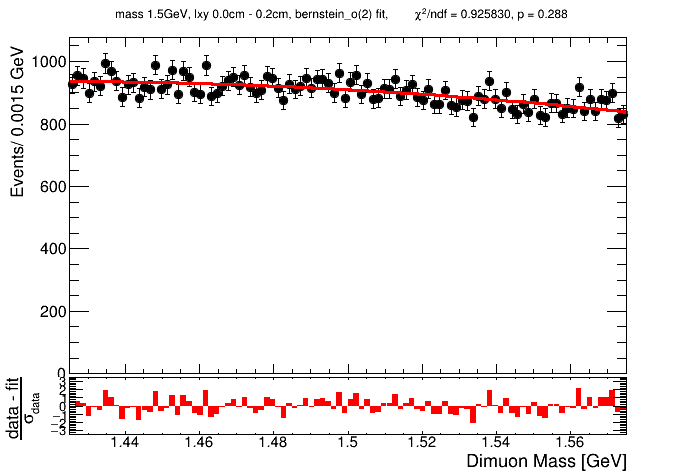 mass 1.5GeV, lxy 0.0cm - 0.2cm, bernstein_o(2) fit, χ²/ndf = 0.925830, p = 0.288
Events/ 0.0015 GeV
1000
800
600
400
200
0
data - fit
σdata
3
2
1
0
−1
−2
−3
1.44 1.46 1.48 1.5 1.52 1.54 1.56
Dimuon Mass [GeV]